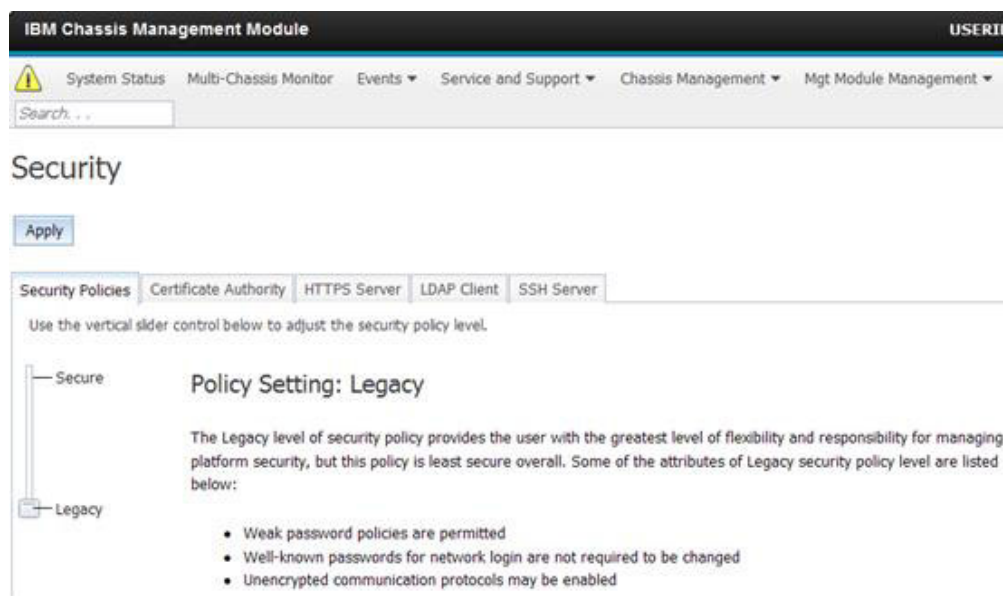 IBM Chassis Management Module USERI
System Status Multi-Chassis Monitor Events Service and Support Chassis Management Mgt Module Management
Search. . .
Security
Apply
Security Policies Certificate Authority HTTPS Server LDAP Client SSH Server
Use the vertical slider control below to adjust the security policy level.
Secure
Policy Setting: Legacy
The Legacy level of security policy provides the user with the greatest level of flexibility and responsibility for managing
platform security, but this policy is least secure overall. Some of the attributes of Legacy security policy level are listed
below:
Legacy
• Weak password policies are permitted
• Well-known passwords for network login are not required to be changed
• Unencrypted communication protocols may be enabled